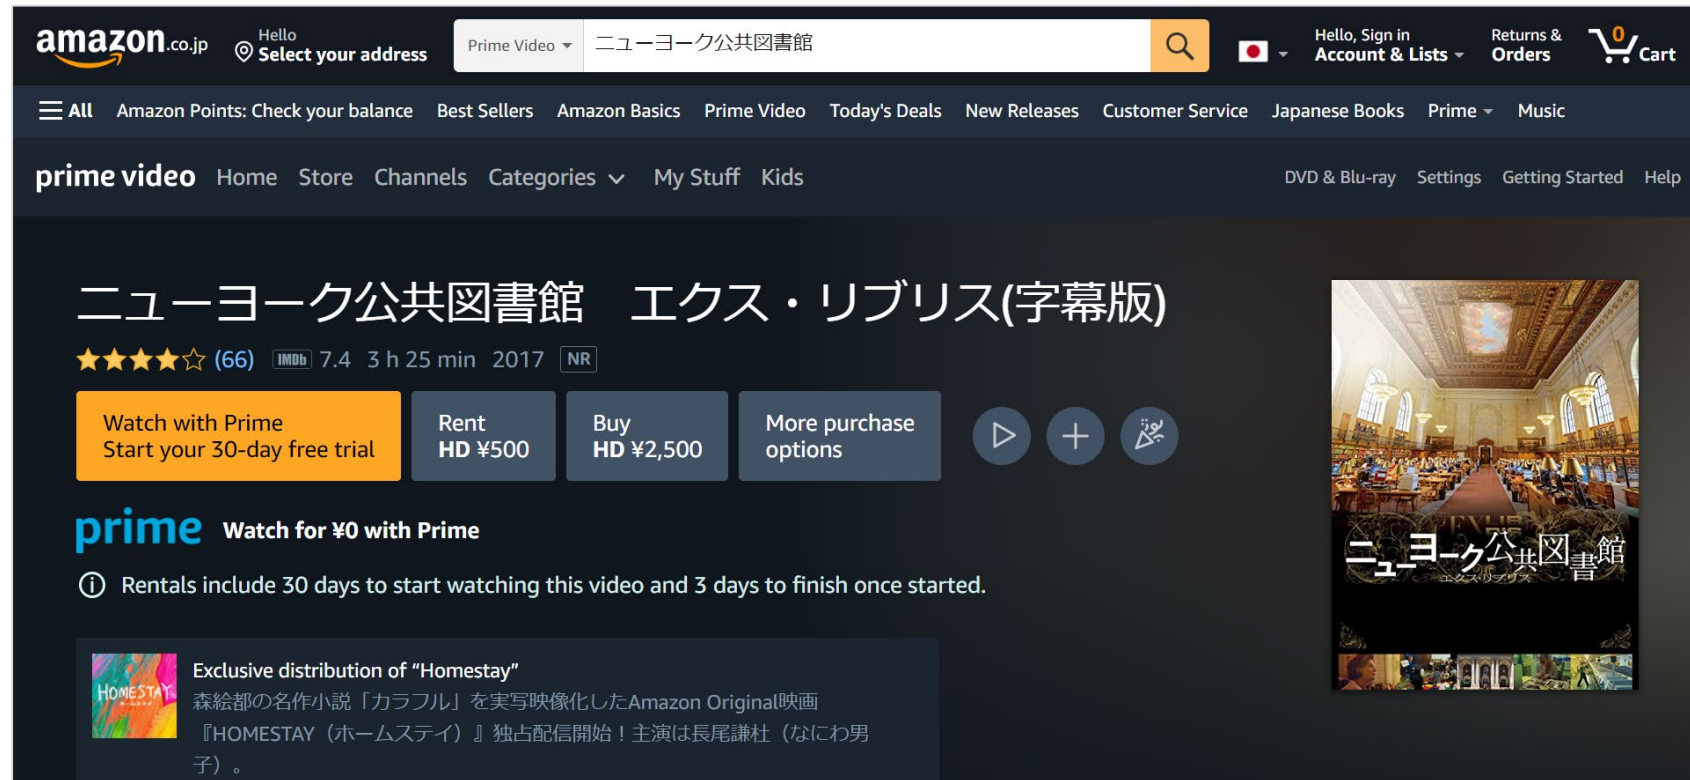 amazon.co.jp
Hello
Select your address
Prime Video
ニューヨーク公共図書館
Hello, Sign in
Account & Lists
Returns &
Orders
0
Cart
All Amazon Points: Check your balance Best Sellers Amazon Basics Prime Video Today's Deals New Releases Customer Service Japanese Books Prime Music
prime video Home Store Channels Categories My Stuff Kids DVD & Blu-ray Settings Getting Started Help
ニューヨーク公共図書館　エクス・リブリス(字幕版)
(66) IMDb 7.4 3 h 25 min 2017 NR
Watch with Prime
Start your 30-day free trial
Rent
HD ¥500
Buy
HD ¥2,500
More purchase
options
prime Watch for ¥0 with Prime
Rentals include 30 days to start watching this video and 3 days to finish once started.
HOMESTAY
ホームステイ
Exclusive distribution of “Homestay”
森絵都の名作小説「カラフル」を実写映像化したAmazon Original映画
『HOMESTAY（ホームステイ）』独占配信開始！主演は長尾謙杜（なにわ男
子）。
ニューヨーク公共図書館
エクス・リブリス